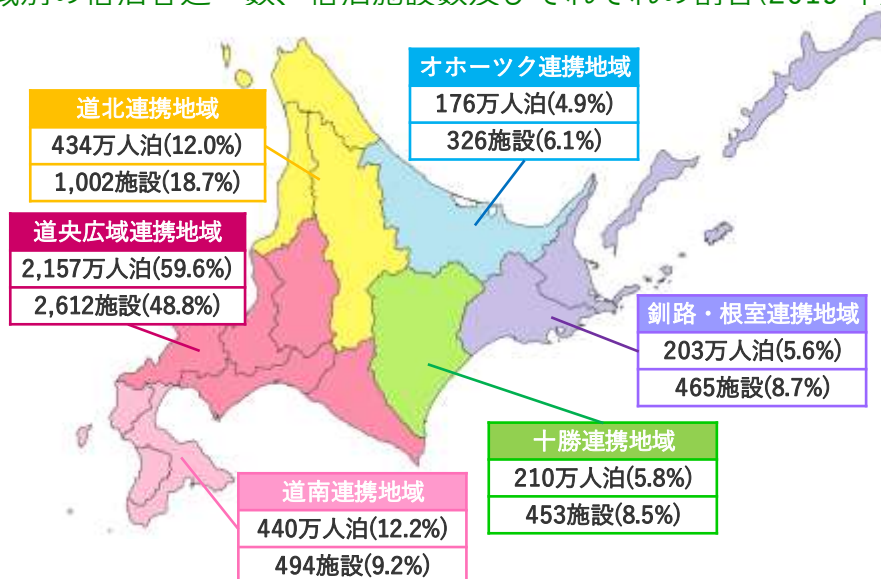 オホーツク連携地域
176万人泊(4.9%)
326施設(6.1%)
道北連携地域
434万人泊(12.0%)
1,002施設(18.7%)
道央広域連携地域
2,157万人泊(59.6%)
2,612施設(48.8%)
釧路・根室連携地域
203万人泊(5.6%)
465施設(8.7%)
十勝連携地域
210万人泊(5.8%)
453施設(8.5%)
道南連携地域
440万人泊(12.2%)
494施設(9.2%)